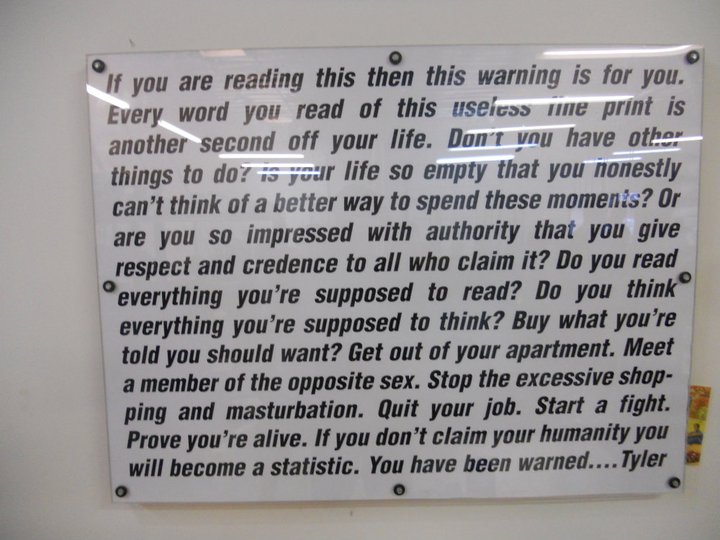 If you are reading this then this warning is for you.
Every word you read of this useless fine print is
another second off your life. Don't you have other
things to do? Is your life so empty that you honestly
can't think of a better way to spend these moments? Or
are you so impressed with authority that you give
respect and credence to all who claim it? Do you read
everything you're supposed to read? Do you think
everything you're supposed to think? Buy what you're
told you should want? Get out of your apartment. Meet
a member of the opposite sex. Stop the excessive shop-
ping and masturbation. Quit your job. Start a fight.
Prove you're alive. If you don't claim your humanity you
will become a statistic. You have been warned....Tyler